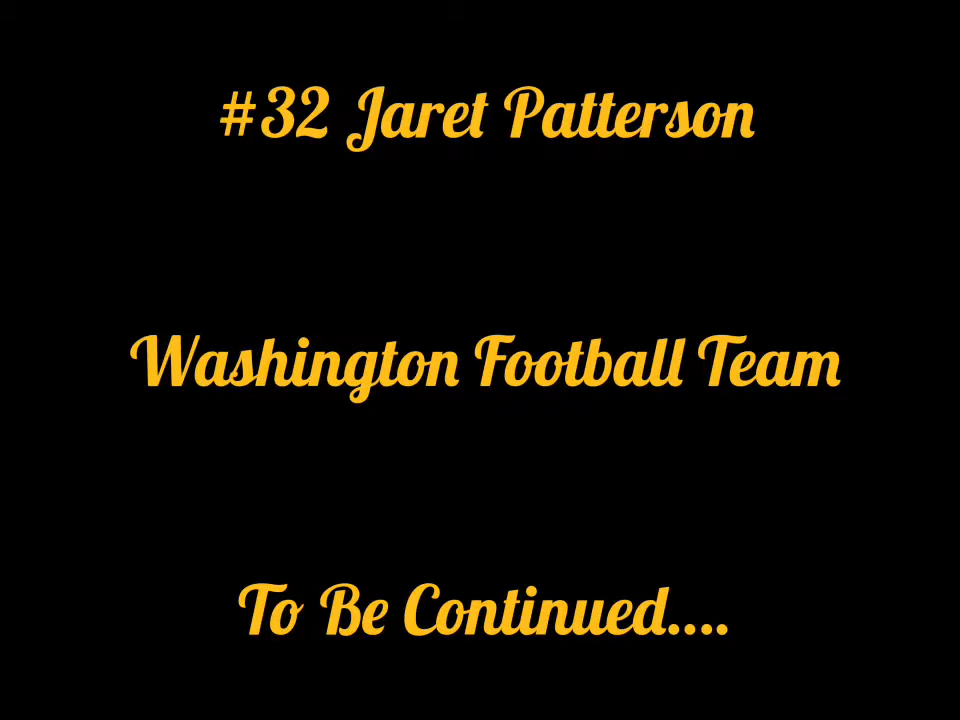 #32 Jaret Patterson
Washington Football Team
To Be Continued....